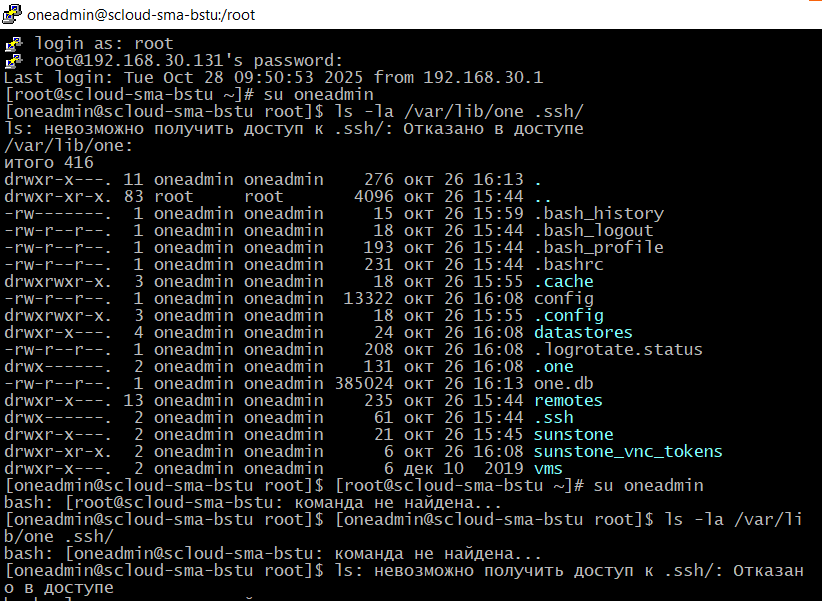 oneadmin@scloud-sma-bstu:/root
login as: root
root@192.168.30.131's password:
Last login: Tue Oct 28 09:50:53 2025 from 192.168.30.1
[root@scloud-sma-bstu ~]# su oneadmin
[oneadmin@scloud-sma-bstu root]$ ls -la /var/lib/one .ssh/
ls: невозможно получить доступ к .ssh/: Отказано в доступе
/var/lib/one:
итого 416
drwxr-x---. 11 oneadmin oneadmin    276 окт 26 16:13 .
drwxr-xr-x. 83 root     root       4096 окт 26 15:44 ..
-rw-------.  1 oneadmin oneadmin     15 окт 26 15:59 .bash_history
-rw-r--r--.  1 oneadmin oneadmin     18 окт 26 15:44 .bash_logout
-rw-r--r--.  1 oneadmin oneadmin    193 окт 26 15:44 .bash_profile
-rw-r--r--.  1 oneadmin oneadmin    231 окт 26 15:44 .bashrc
drwxrwxr-x.  3 oneadmin oneadmin     18 окт 26 15:55 .cache
-rw-r--r--.  1 oneadmin oneadmin  13322 окт 26 16:08 config
drwxrwxr-x.  3 oneadmin oneadmin     18 окт 26 15:55 .config
drwxr-x---.  4 oneadmin oneadmin     24 окт 26 16:08 datastores
-rw-r--r--.  1 oneadmin oneadmin    208 окт 26 16:08 .logrotate.status
drwx------.  2 oneadmin oneadmin    131 окт 26 16:08 .one
-rw-r--r--.  1 oneadmin oneadmin 385024 окт 26 16:13 one.db
drwxr-x---. 13 oneadmin oneadmin    235 окт 26 15:44 remotes
drwx------.  2 oneadmin oneadmin     61 окт 26 15:44 .ssh
drwxr-x---.  2 oneadmin oneadmin     21 окт 26 15:45 sunstone
drwxr-xr-x.  2 oneadmin oneadmin      6 окт 26 16:08 sunstone_vnc_tokens
drwxr-x---.  2 oneadmin oneadmin      6 дек 10  2019 vms
[oneadmin@scloud-sma-bstu root]$ [root@scloud-sma-bstu ~]# su oneadmin
bash: [root@scloud-sma-bstu: команда не найдена...
[oneadmin@scloud-sma-bstu root]$ [oneadmin@scloud-sma-bstu root]$ ls -la /var/li
b/one .ssh/
bash: [oneadmin@scloud-sma-bstu: команда не найдена...
[oneadmin@scloud-sma-bstu root]$ ls: невозможно получить доступ к .ssh/: Отказан
о в доступе